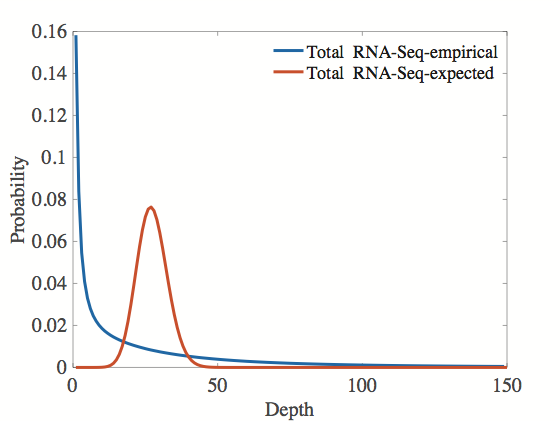 0.16
0.14
0.12
0.1
0.08
0.06
0.04
0.02
0
Probability
Total RNA-Seq-empirical
Total RNA-Seq-expected
0 50 100 150
Depth